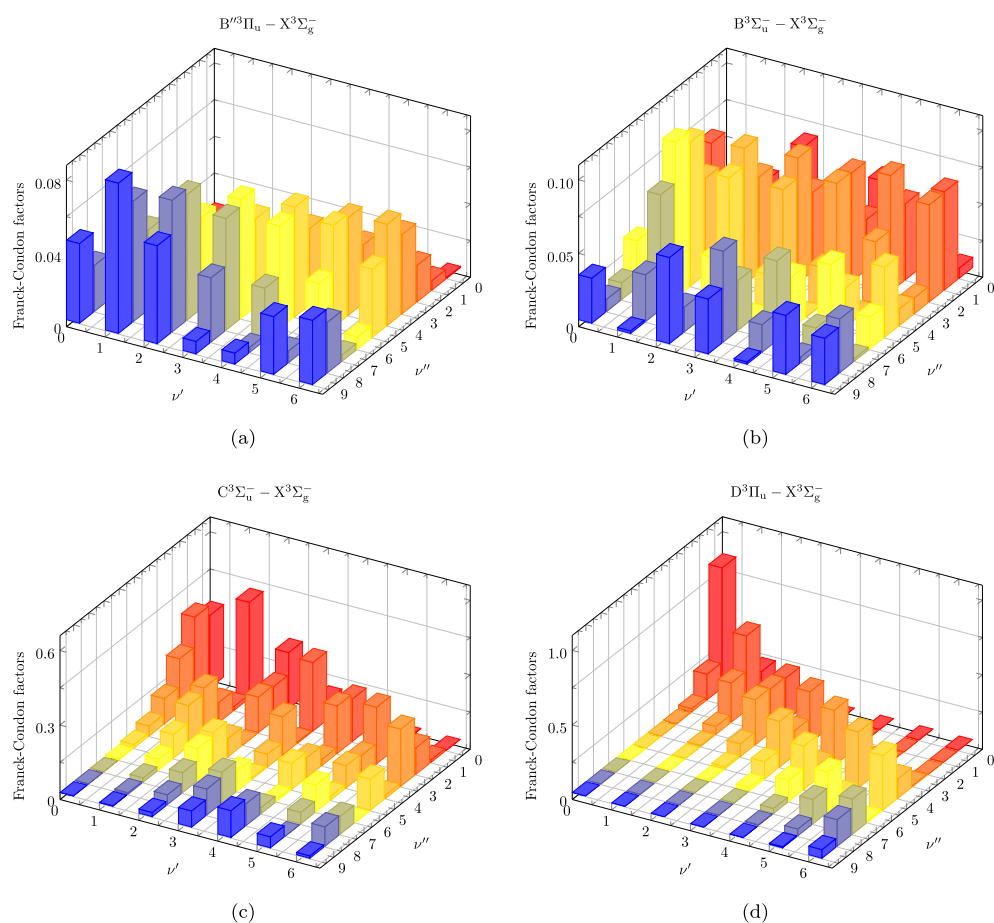 B′′³Πᵤ − X³Σg⁻
Franck-Condon factors
0.08
0.04
0
0 1 2 3 4 5 6
ν′
9 8 7 6 5 4 3 2 1 0
ν′′
(a)
B³Σᵤ⁻ − X³Σg⁻
Franck-Condon factors
0.10
0.05
0
0 1 2 3 4 5 6
ν′
9 8 7 6 5 4 3 2 1 0
ν′′
(b)
C³Σᵤ⁻ − X³Σg⁻
Franck-Condon factors
0.6
0.3
0
0 1 2 3 4 5 6
ν′
9 8 7 6 5 4 3 2 1 0
ν′′
(c)
D³Πᵤ − X³Σg⁻
Franck-Condon factors
1.0
0.5
0
0 1 2 3 4 5 6
ν′
9 8 7 6 5 4 3 2 1 0
ν′′
(d)